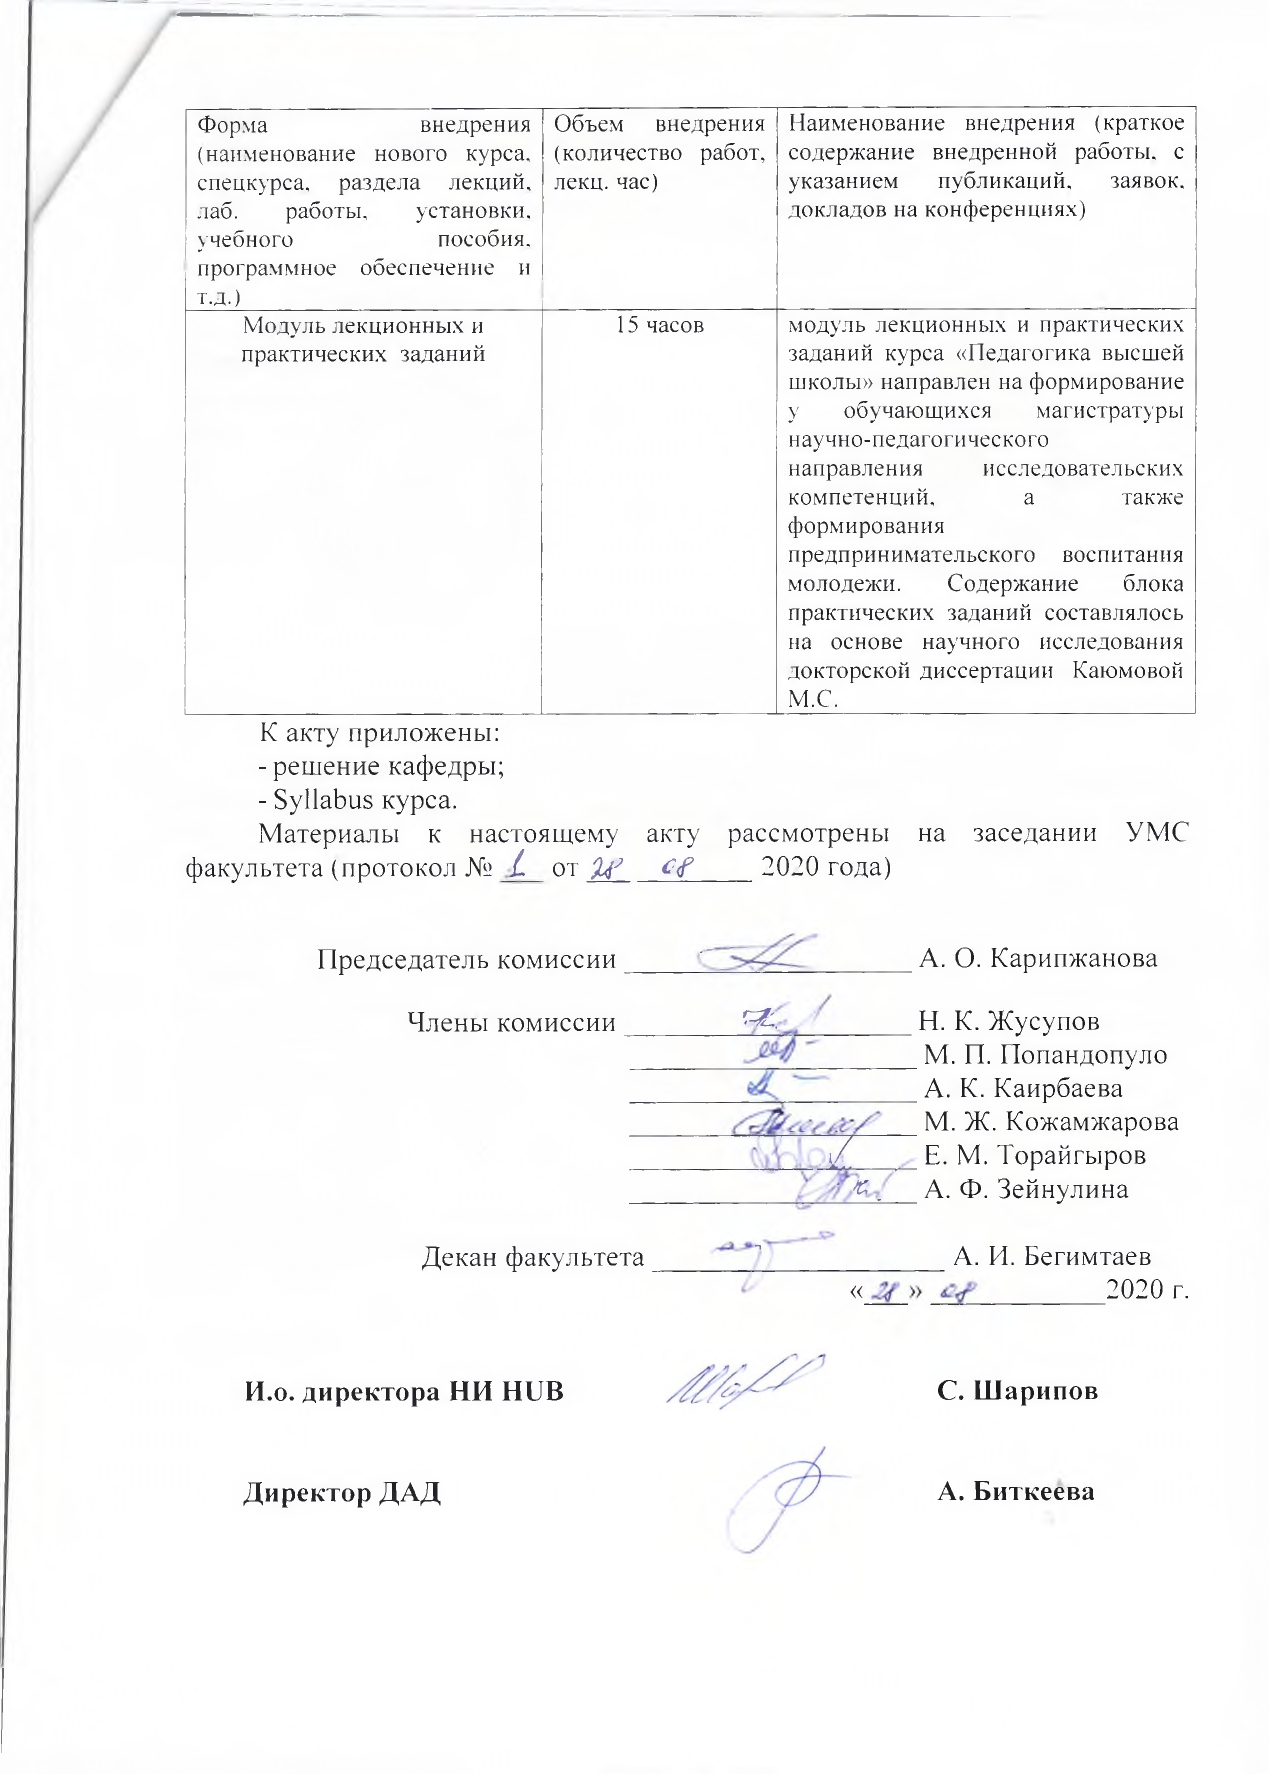 Форма внедрения
(наименование нового курса,
спецкурса, раздела лекций,
лаб. работы, установки,
учебного пособия,
программное обеспечение и
т.д.)
Объем внедрения
(количество работ,
лекц. час)
Наименование внедрения (краткое
содержание внедренной работы, с
указанием публикаций, заявок,
докладов на конференциях)
Модуль лекционных и
практических заданий
15 часов
модуль лекционных и практических
заданий курса «Педагогика высшей
школы» направлен на формирование
у обучающихся магистратуры
научно-педагогического
направления исследовательских
компетенций, а также
формирования
предпринимательского воспитания
молодежи. Содержание блока
практических заданий составлялось
на основе научного исследования
докторской диссертации Каюмовой
М.С.
К акту приложены:
- решение кафедры;
- Syllabus курса.
Материалы к настоящему акту рассмотрены на заседании УМС
факультета (протокол № 1 от 28 08 2020 года)
Председатель комиссии А. О. Карипжанова
Члены комиссии Н. К. Жусупов
М. П. Попандопуло
А. К. Каирбаева
М. Ж. Кожамжарова
Е. М. Торайгыров
А. Ф. Зейнулина
Декан факультета А. И. Бегимтаев
«28» 08 2020 г.
И.о. директора НИ HUB С. Шарипов
Директор ДАД А. Биткеева